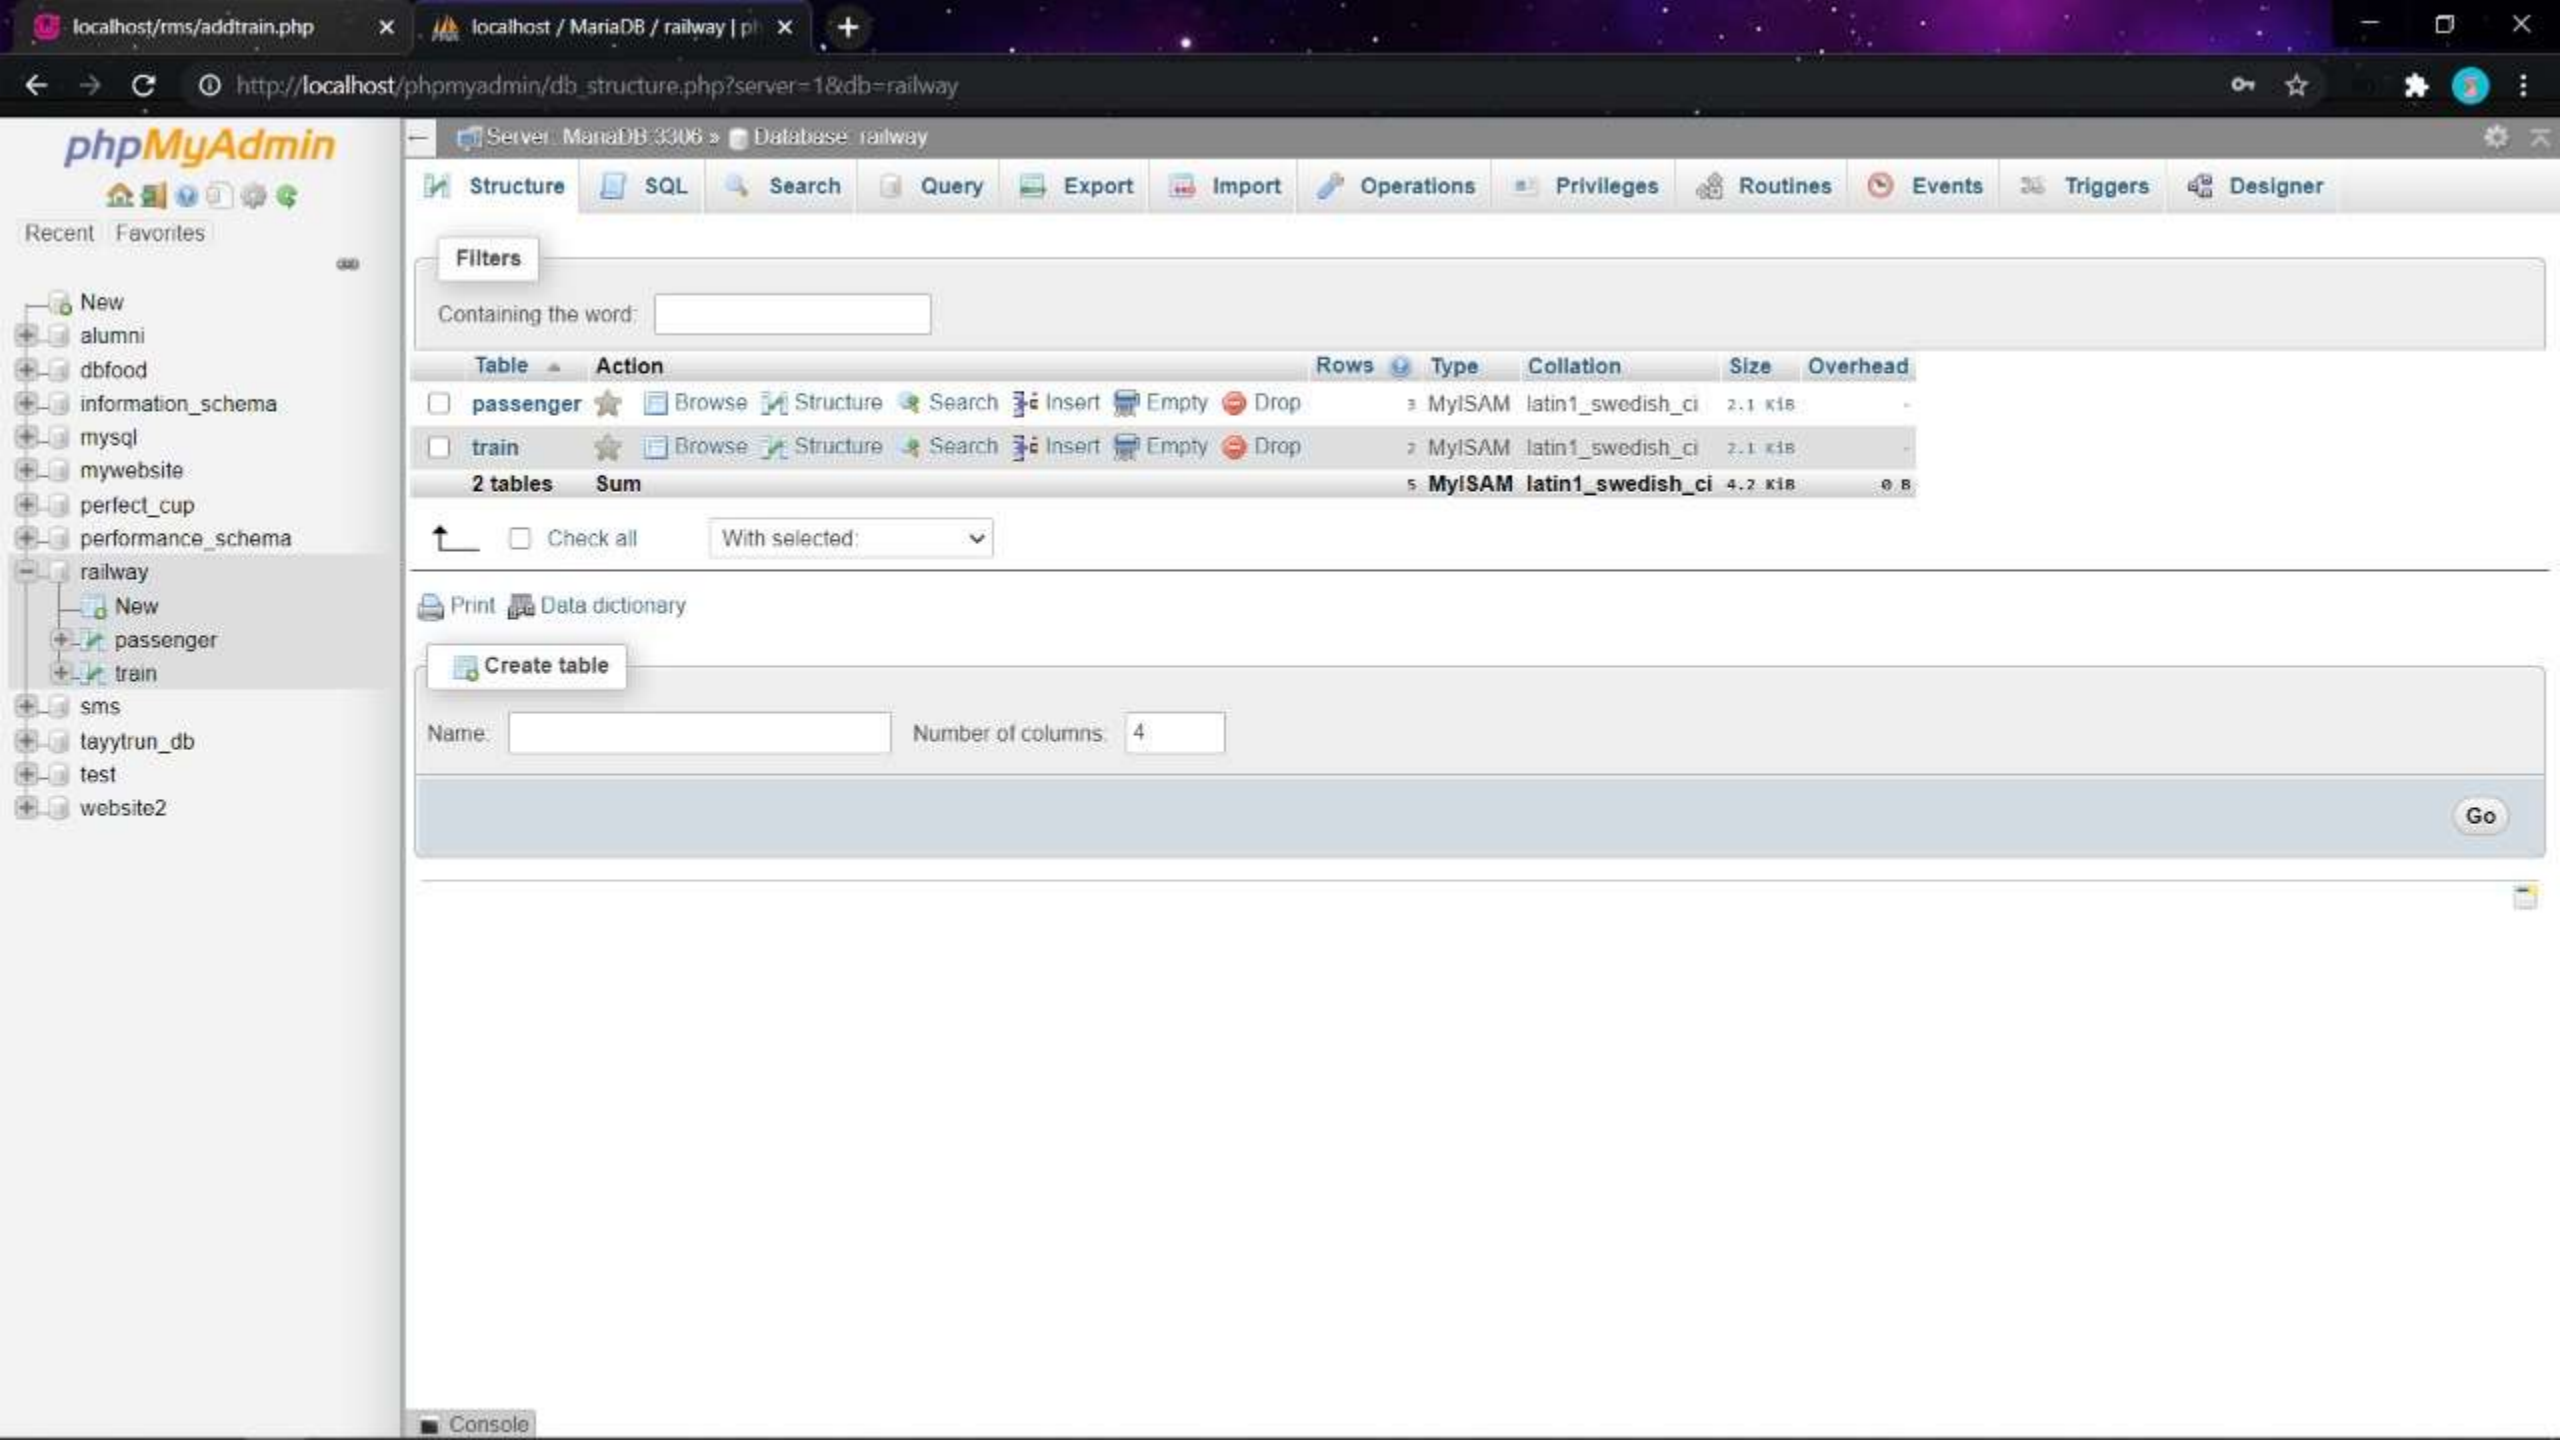 localhost/rms/addtrain.php
localhost / MariaDB / railway | ph
http://localhost/phpmyadmin/db_structure.php?server=1&db=railway
phpMyAdmin
Recent Favorites
New
alumni
dbfood
information_schema
mysql
mywebsite
perfect_cup
performance_schema
railway
New
passenger
train
sms
tayytrun_db
test
website2
Server: MariaDB:3306 » Database: railway
Structure SQL Search Query Export Import Operations Privileges Routines Events Triggers Designer
Filters
Containing the word:
Table Action Rows Type Collation Size Overhead
passenger Browse Structure Search Insert Empty Drop 3 MyISAM latin1_swedish_ci 2.1 KiB -
train Browse Structure Search Insert Empty Drop 2 MyISAM latin1_swedish_ci 2.1 KiB -
2 tables Sum 5 MyISAM latin1_swedish_ci 4.2 KiB 0 B
Check all With selected:
Print Data dictionary
Create table
Name: Number of columns: 4
Go
Console